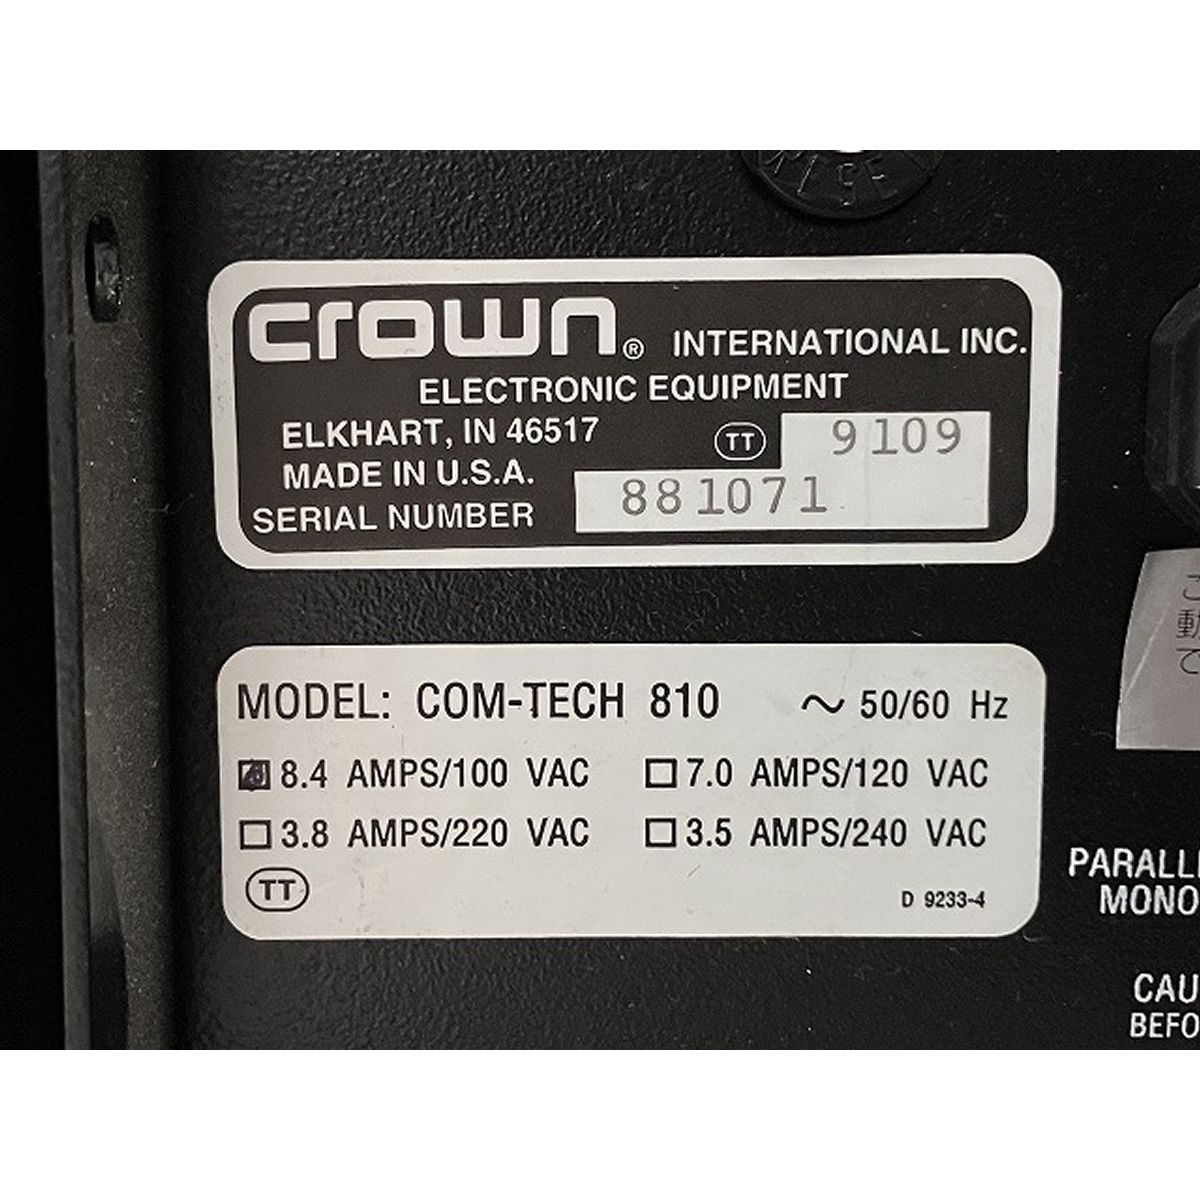 crown® INTERNATIONAL INC.
ELECTRONIC EQUIPMENT
ELKHART, IN 46517 TT 9109
MADE IN U.S.A.
SERIAL NUMBER 881071
MODEL: COM-TECH 810 ~ 50/60 Hz
8.4 AMPS/100 VAC 7.0 AMPS/120 VAC
3.8 AMPS/220 VAC 3.5 AMPS/240 VAC
TT D 9233-4
動
MONO